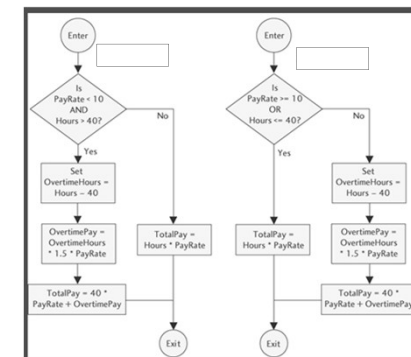 Enter
Is
PayRate < 10
AND
Hours > 40?
No
Yes
Set
OvertimeHours =
Hours − 40
OvertimePay =
OvertimeHours
* 1.5 * PayRate
TotalPay =
Hours * PayRate
TotalPay = 40 *
PayRate + OvertimePay
Exit
Enter
Is
PayRate >= 10
OR
Hours <= 40?
No
Yes
Set
OvertimeHours =
Hours − 40
TotalPay =
Hours * PayRate
OvertimePay =
OvertimeHours
* 1.5 * PayRate
TotalPay = 40 *
PayRate + OvertimePay
Exit